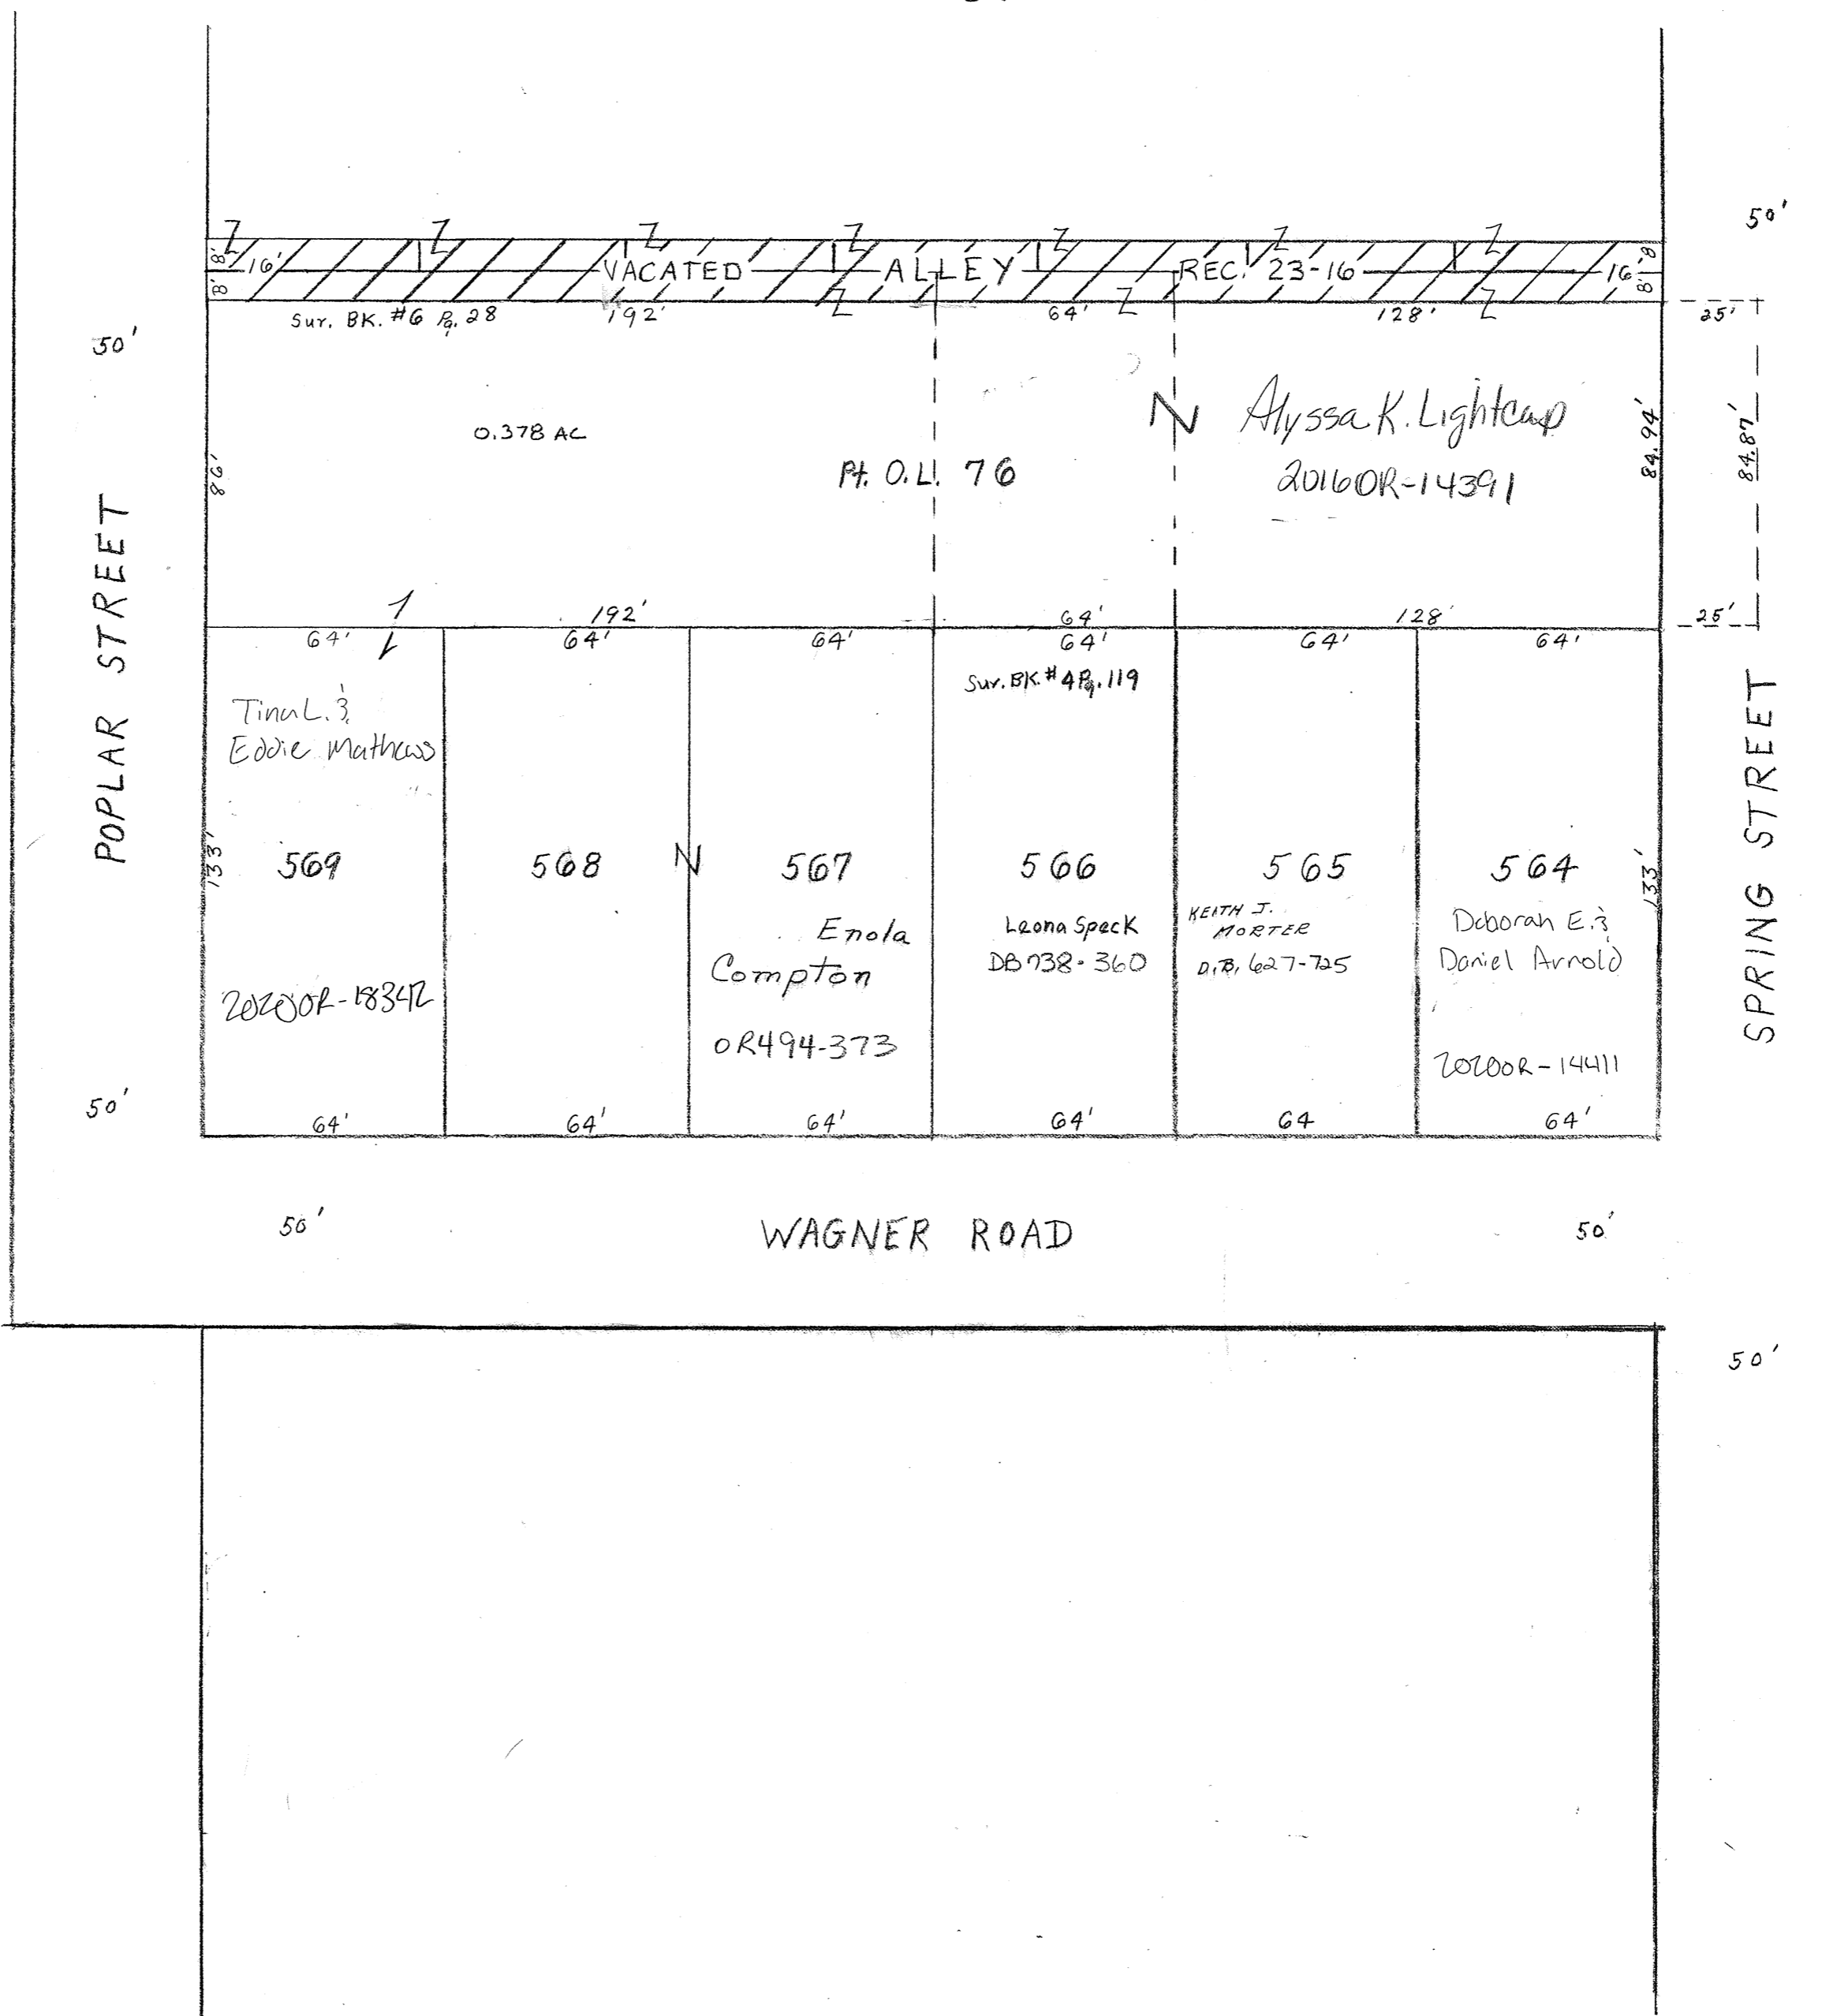 50'
8'
16'
8'
VACATED ALLEY REC. 23-16
16'
8'
8'
Sur. BK. #6 Pg. 28
192'
64'
128'
25'
50'
0.378 AC
86'
Pt. O.L. 76
Alyssa K. Lightcap
2016OR-14391
84.94'
84.87'
POPLAR STREET
192'
64'
128'
25'
64'
64'
64'
64'
64'
64'
Sur. BK. #4 Pg. 119
Tina L. &
Eddie Mathews
SPRING STREET
133'
569
568
567
566
565
564
133'
Enola
Compton
OR494-373
Leona Speck
DB738-360
KEITH J.
MORTER
D.B. 627-725
Deborah E. &
Daniel Arnold
2020OR-14411
50'
64'
64'
64'
64'
64
64'
50'
WAGNER ROAD
50'
50'